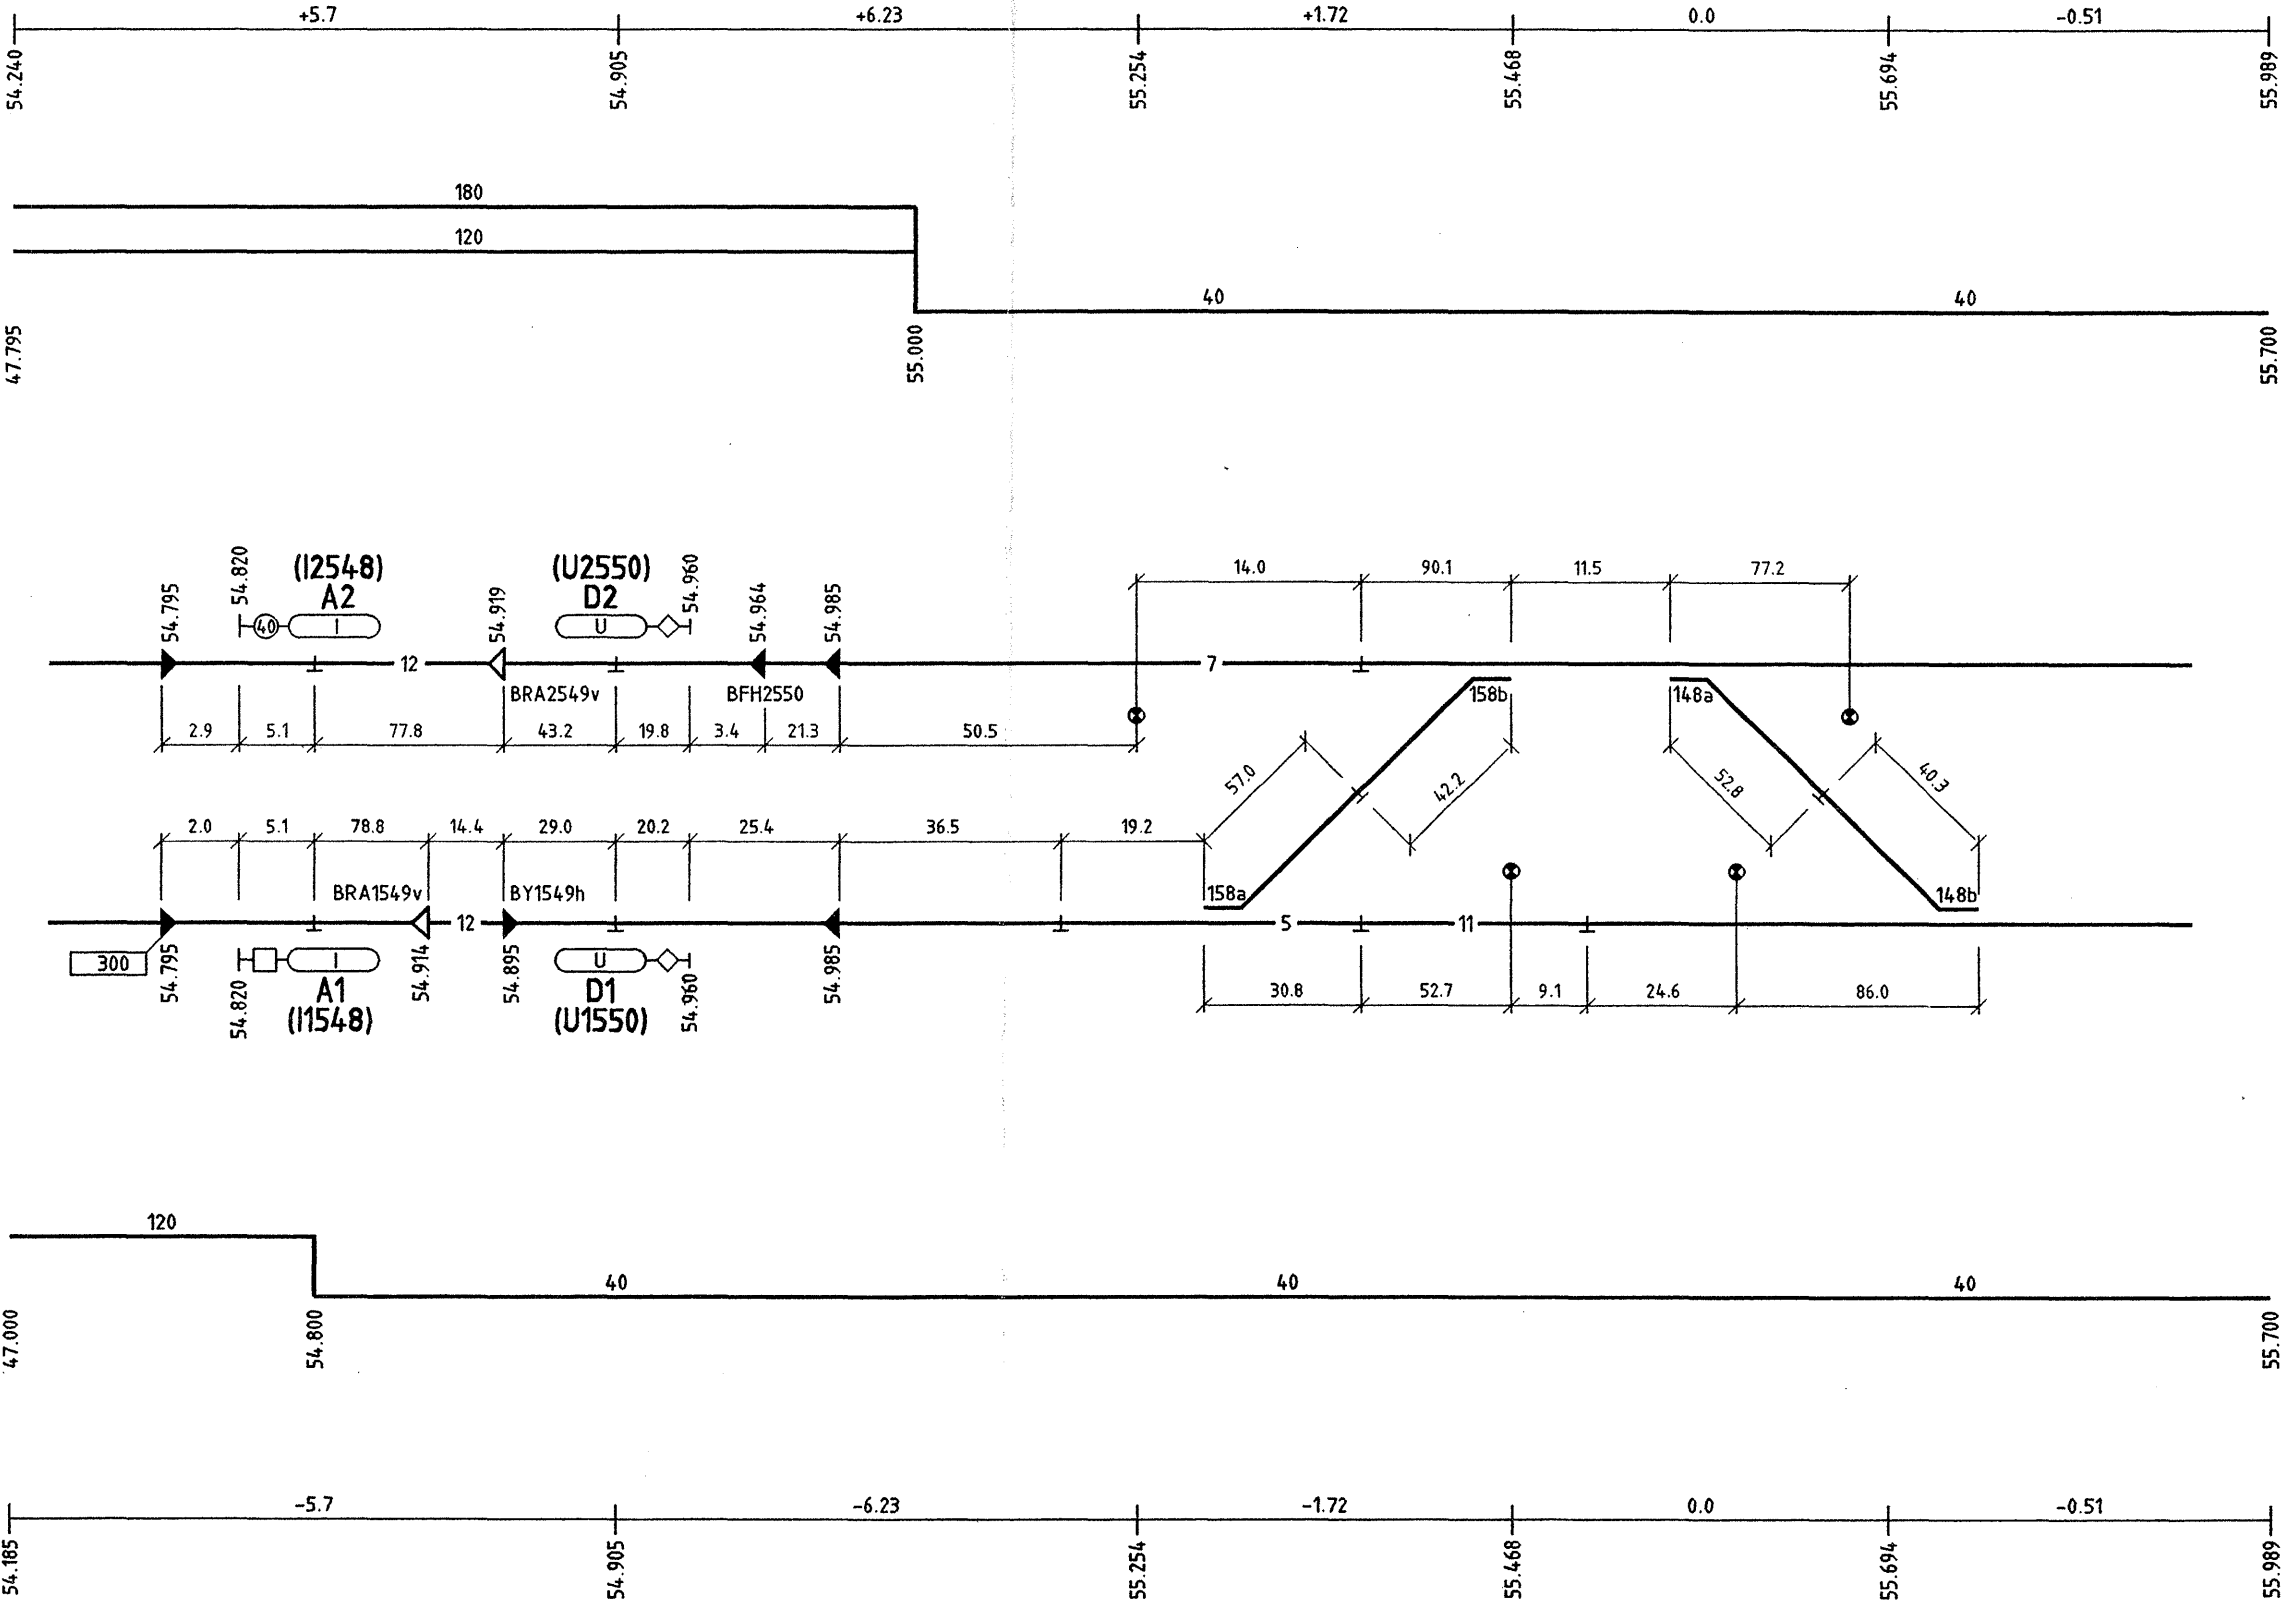 +5.7 +6.23 +1.72 0.0 -0.51
54.240 54.905 55.254 55.468 55.694 55.989
180
120
40 40
47.795 55.000 55.700
(I2548) (U2550)
A2 D2
54.795 54.820 54.919 54.960 54.964 54.985
40 I U
14.0 90.1 11.5 77.2
12 7
BRA2549v BFH2550
158b 148a
2.9 5.1 77.8 43.2 19.8 3.4 21.3 50.5
57.0 42.2 52.8 40.3
2.0 5.1 78.8 14.4 29.0 20.2 25.4 36.5 19.2
BRA1549v BY1549h
158a 148b
12 5 11
300 I U
54.795 54.820 54.914 54.895 54.960 54.985
A1 D1
(I1548) (U1550)
30.8 52.7 9.1 24.6 86.0
120
40 40 40
47.000 54.800 55.700
-5.7 -6.23 -1.72 0.0 -0.51
54.185 54.905 55.254 55.468 55.694 55.989